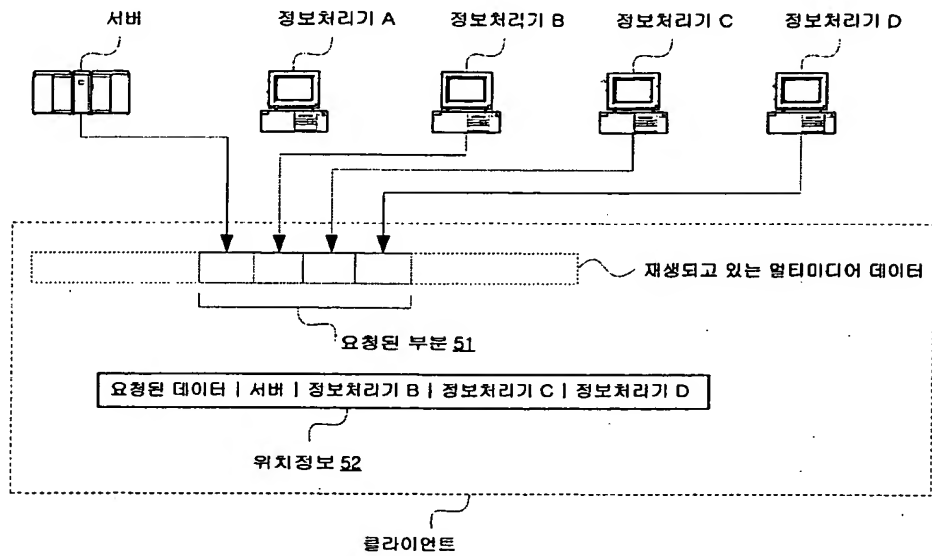 서버
정보처리기 A
정보처리기 B
정보처리기 C
정보처리기 D
재생되고 있는 멀티미디어 데이터
요청된 부분 51
요청된 데이터 | 서버 | 정보처리기 B | 정보처리기 C | 정보처리기 D
위치정보 52
클라이언트